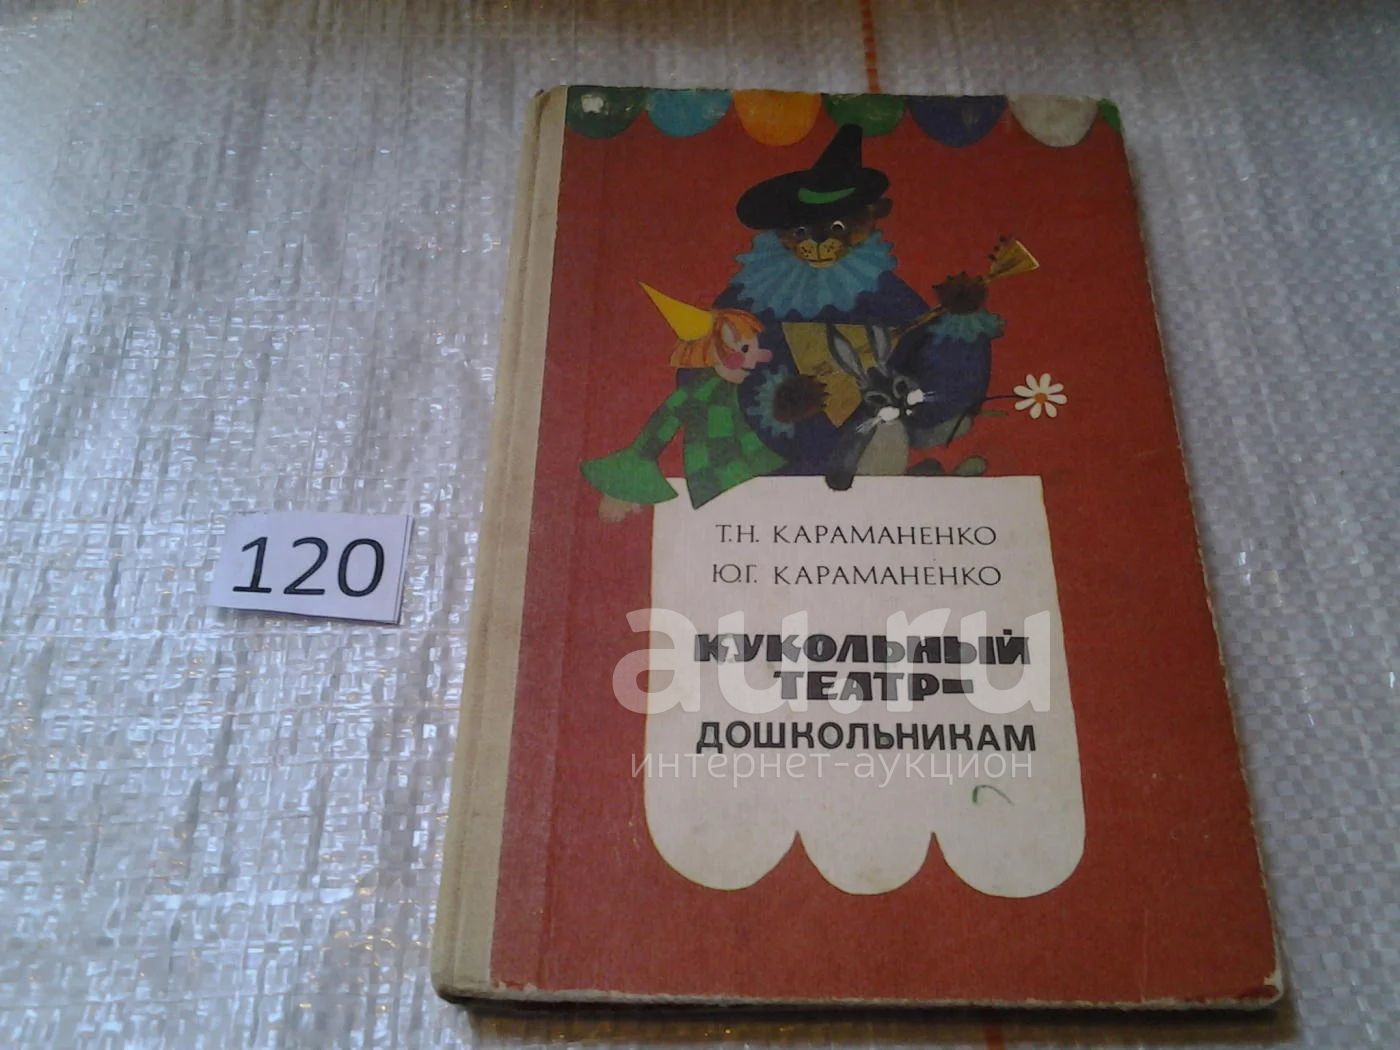 120
Т.Н. КАРАМАНЕНКО
Ю.Г. КАРАМАНЕНКО
КУКОЛЬНЫЙ
ТЕАТР-
ДОШКОЛЬНИКАМ
au.ru
интернет-аукцион